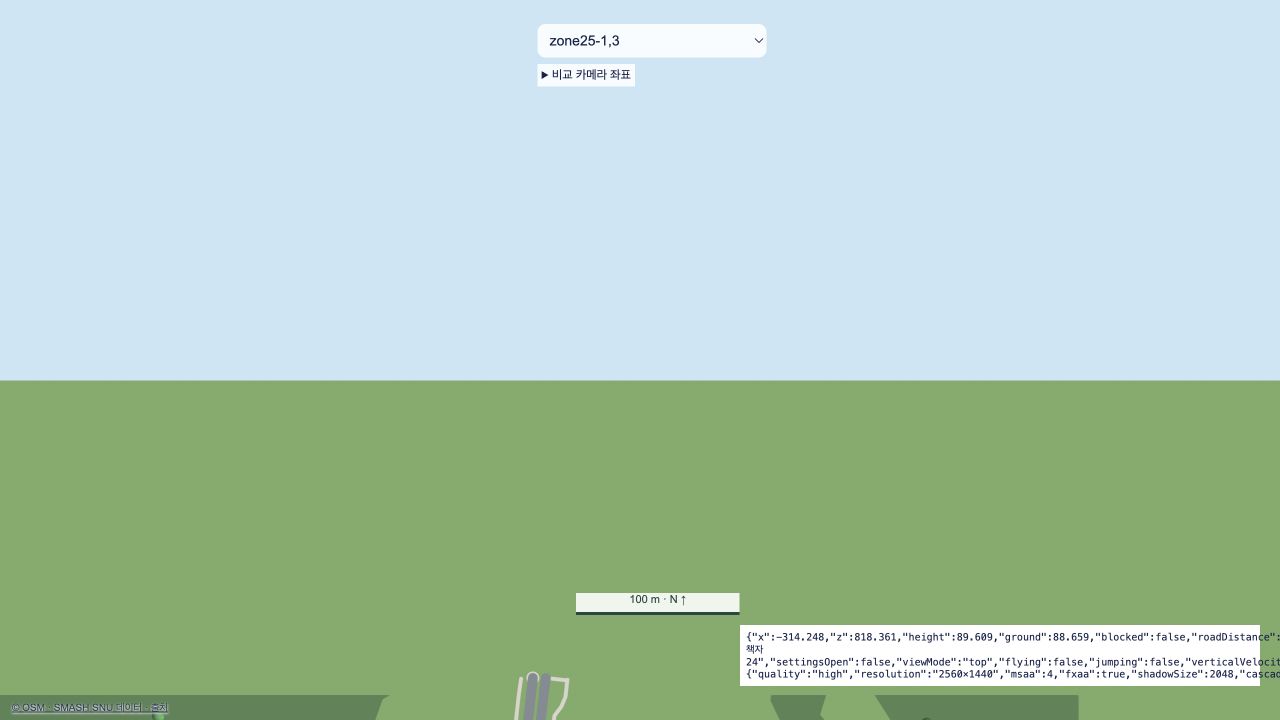 zone25-1,3
▶ 비교 카메라 좌표
100 m · N ↑
{"x":-314.248,"z":818.361,"height":89.609,"ground":88.659,"blocked":false,"roadDistance":
책자
24","settingsOpen":false,"viewMode":"top","flying":false,"jumping":false,"verticalVelocit
{"quality":"high","resolution":"2560×1440","msaa":4,"fxaa":true,"shadowSize":2048,"cascad
© OSM · SMASH SNU 데이터 · 출처